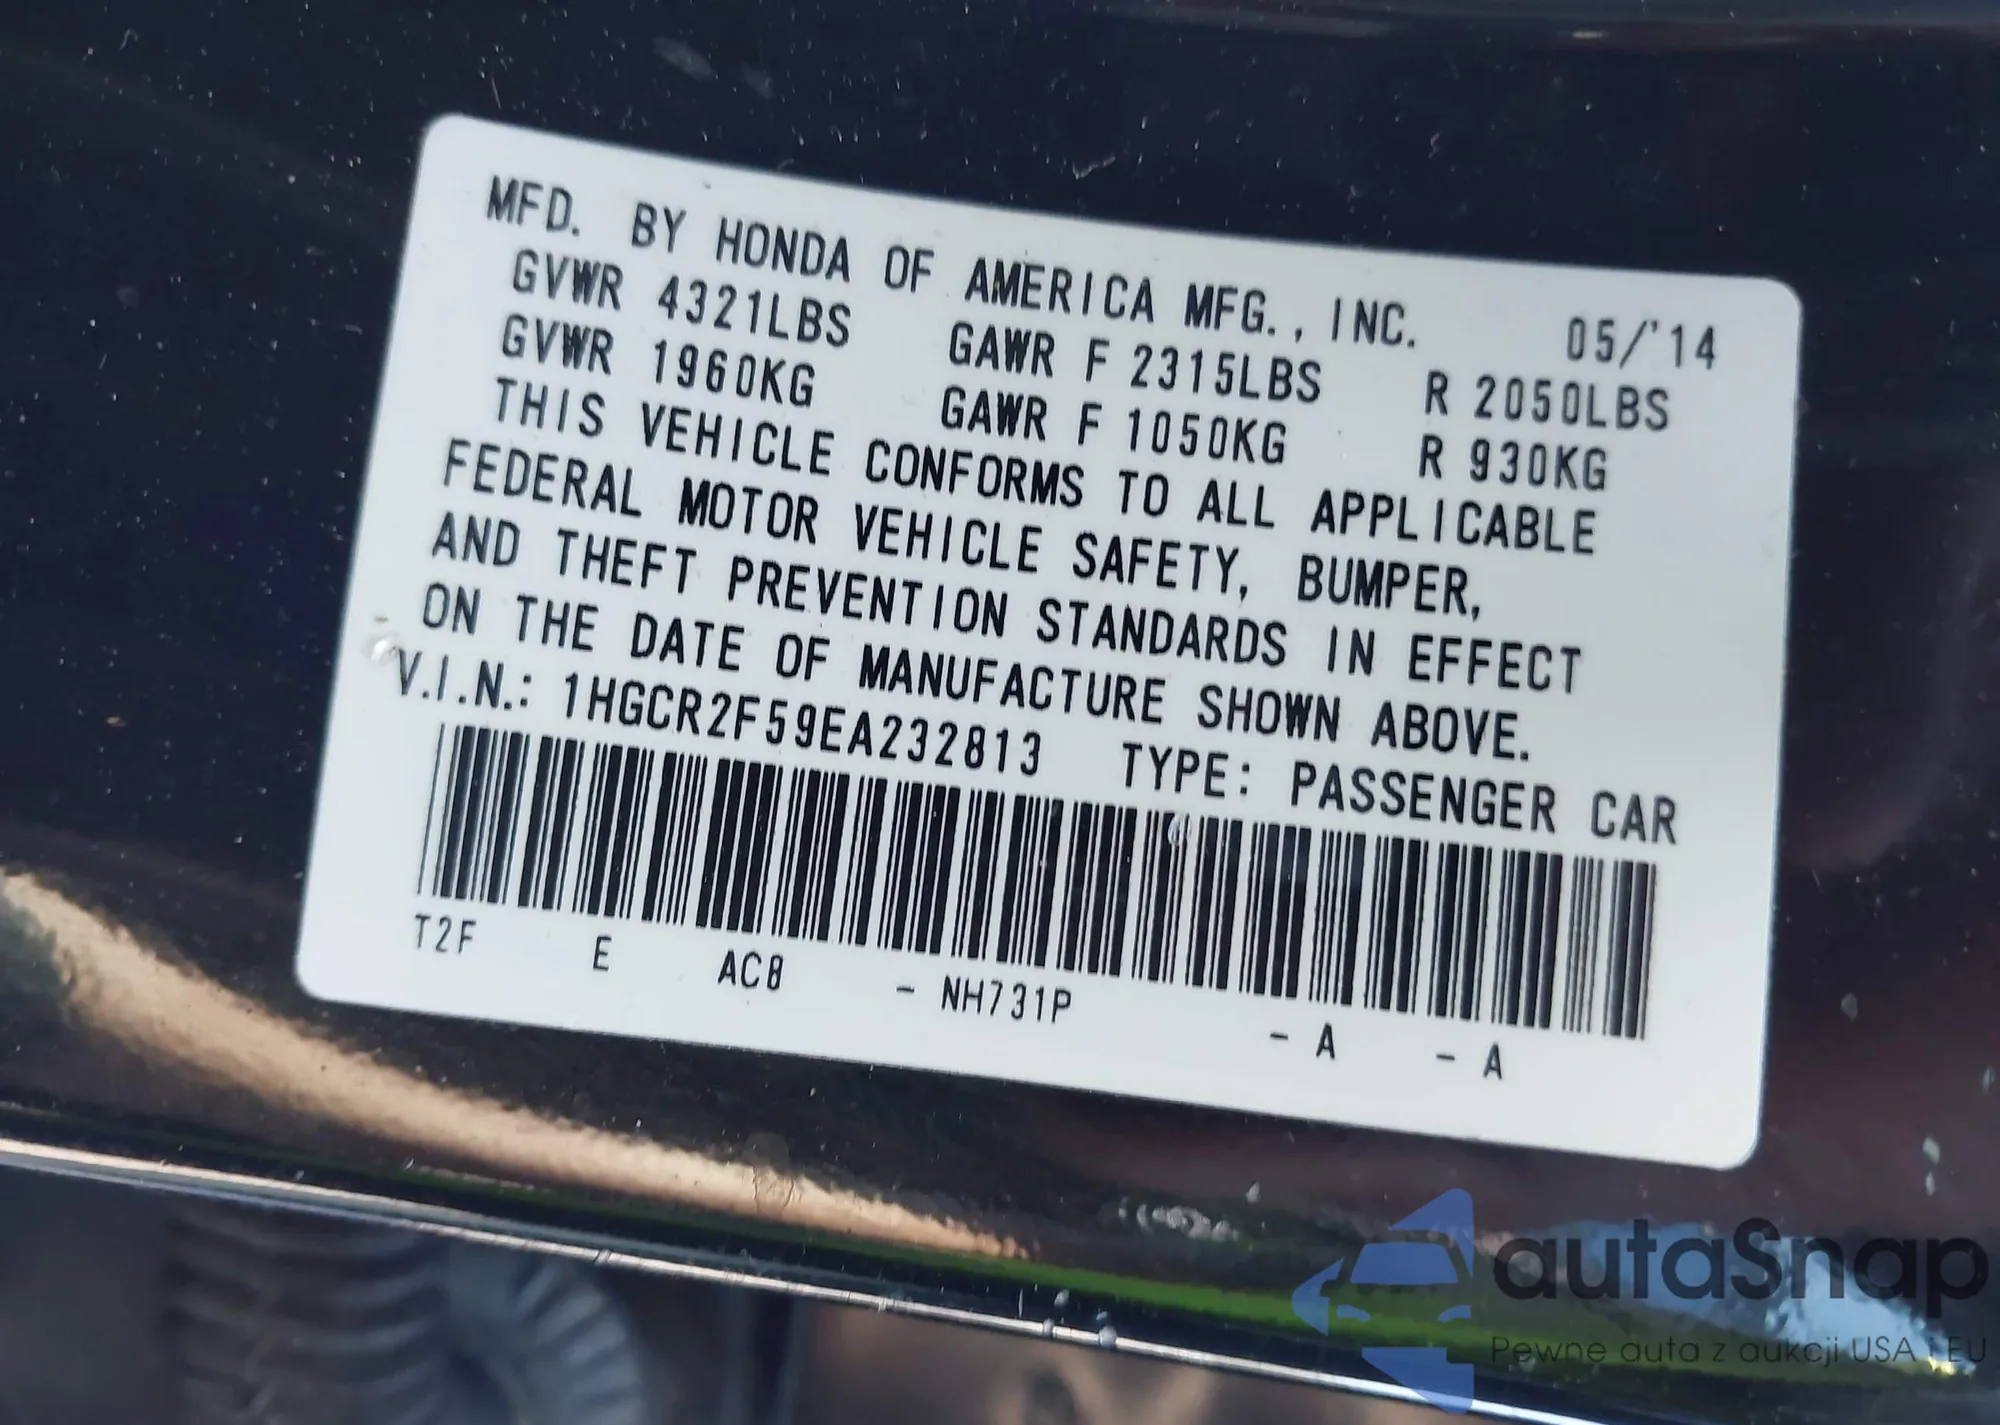 MFD. BY HONDA OF AMERICA MFG., INC. 05/'14
GVWR 4321LBS GAWR F 2315LBS R 2050LBS
GVWR 1960KG GAWR F 1050KG R 930KG
THIS VEHICLE CONFORMS TO ALL APPLICABLE
FEDERAL MOTOR VEHICLE SAFETY, BUMPER,
AND THEFT PREVENTION STANDARDS IN EFFECT
ON THE DATE OF MANUFACTURE SHOWN ABOVE.
V.I.N.: 1HGCR2F59EA232813 TYPE: PASSENGER CAR
T2F E AC8 - NH731P - A - A
autaSnap
Pewne auta z aukcji USA i EU